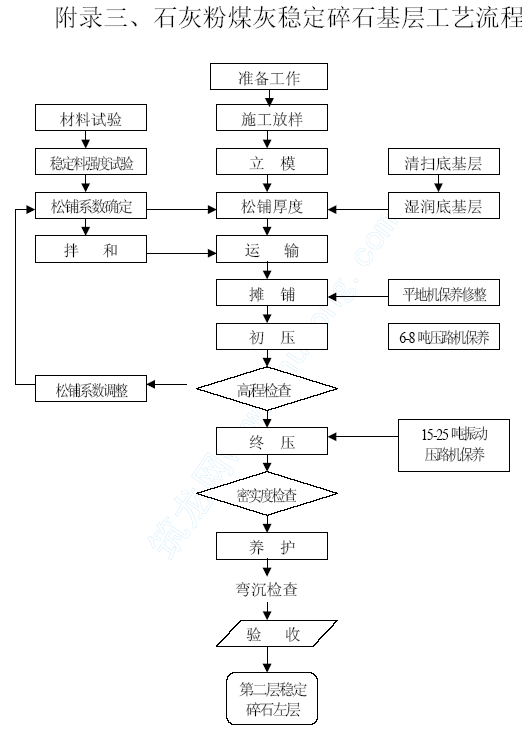 附录三、石灰粉煤灰稳定碎石基层工艺流程
准备工作
材料试验
施工放样
稳定料强度试验
立 模
清扫底基层
松铺系数确定
松铺厚度
湿润底基层
拌 和
运 输
摊 铺
平地机保养修整
初 压
6-8吨压路机保养
松铺系数调整
高程检查
终 压
15-25吨振动
压路机保养
密实度检查
养 护
弯沉检查
验 收
第二层稳定
碎石左层